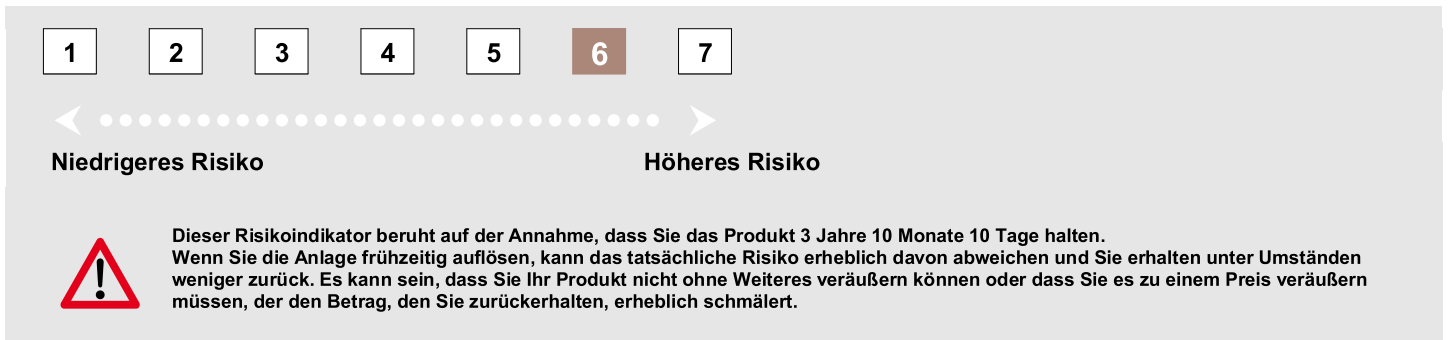 1 2 3 4 5 6 7
Niedrigeres Risiko Höheres Risiko
Dieser Risikoindikator beruht auf der Annahme, dass Sie das Produkt 3 Jahre 10 Monate 10 Tage halten.
Wenn Sie die Anlage frühzeitig auflösen, kann das tatsächliche Risiko erheblich davon abweichen und Sie erhalten unter Umständen
weniger zurück. Es kann sein, dass Sie Ihr Produkt nicht ohne Weiteres veräußern können oder dass Sie es zu einem Preis veräußern
müssen, der den Betrag, den Sie zurückerhalten, erheblich schmälert.